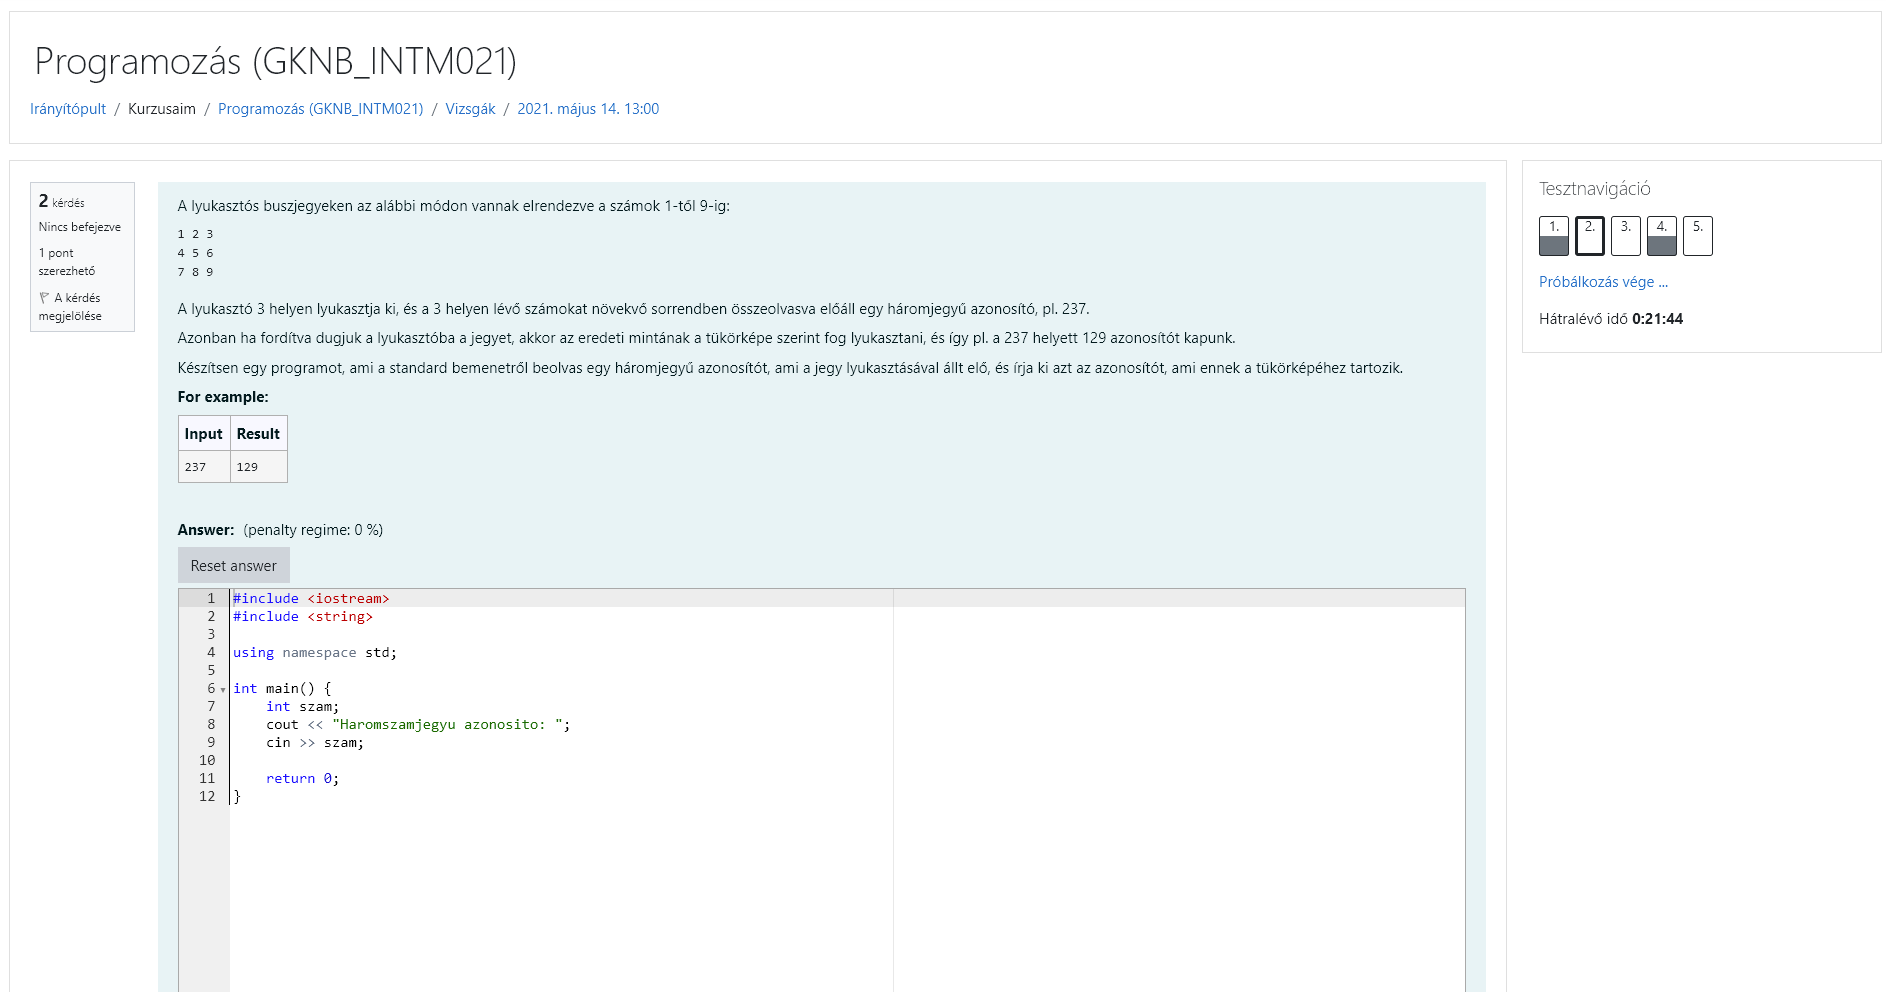 Programozás (GKNB_INTM021)
Irányítópult / Kurzusaim / Programozás (GKNB_INTM021) / Vizsgák / 2021. május 14. 13:00
2 kérdés
Nincs befejezve
1 pont
szerezhető
A kérdés
megjelölése
A lyukasztós buszjegyeken az alábbi módon vannak elrendezve a számok 1-től 9-ig:
1 2 3
4 5 6
7 8 9
A lyukasztó 3 helyen lyukasztja ki, és a 3 helyen lévő számokat növekvő sorrendben összeolvasva előáll egy háromjegyű azonosító, pl. 237.
Azonban ha fordítva dugjuk a lyukasztóba a jegyet, akkor az eredeti mintának a tükörképe szerint fog lyukasztani, és így pl. a 237 helyett 129 azonosítót kapunk.
Készítsen egy programot, ami a standard bemenetről beolvas egy háromjegyű azonosítót, ami a jegy lyukasztásával állt elő, és írja ki azt az azonosítót, ami ennek a tükörképéhez tartozik.
For example:
Input Result
237 129
Answer: (penalty regime: 0 %)
Reset answer
1 #include <iostream>
2 #include <string>
3
4 using namespace std;
5
6 int main() {
7 int szam;
8 cout << "Haromszamjegyu azonosito: ";
9 cin >> szam;
10
11 return 0;
12 }
Tesztnavigáció
1. 2. 3. 4. 5.
Próbálkozás vége ...
Hátralévő idő 0:21:44